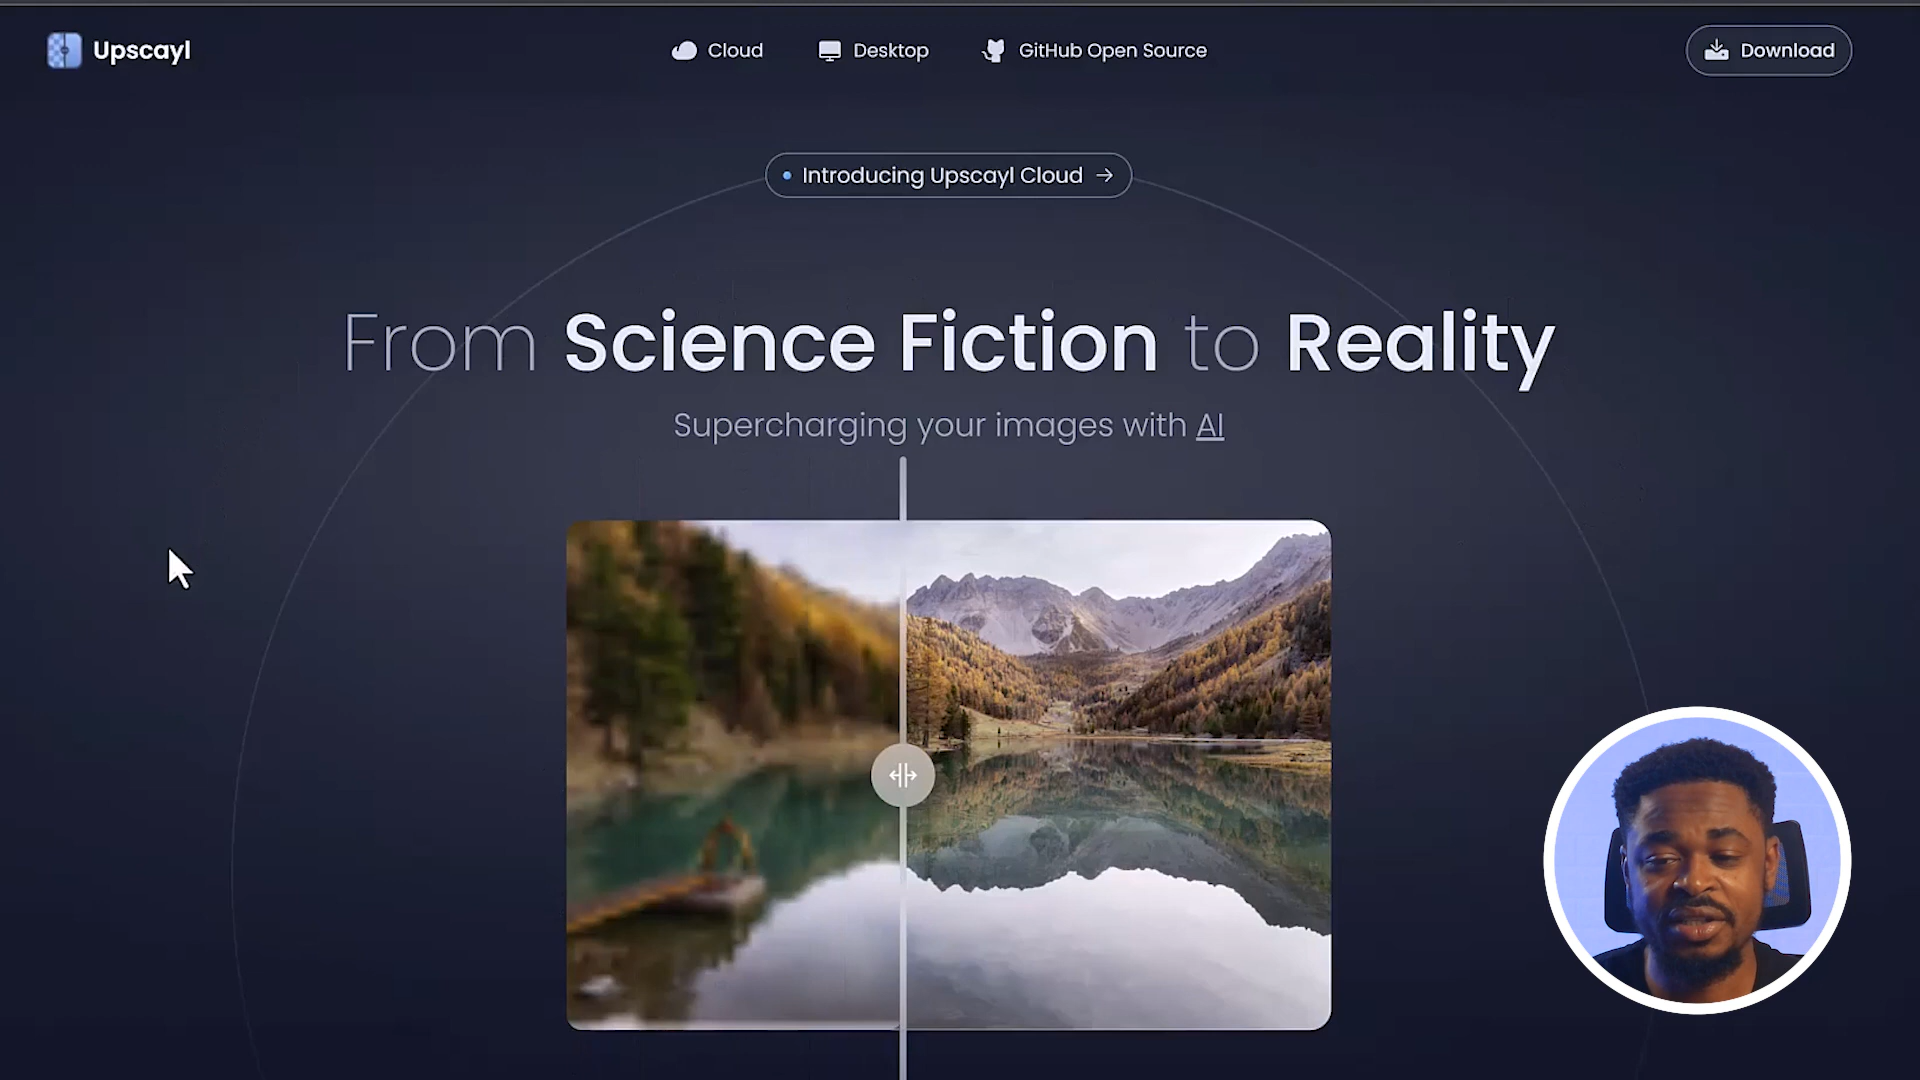 Upscayl
Cloud
Desktop
GitHub Open Source
Download
Introducing Upscayl Cloud →
From Science Fiction to Reality
Supercharging your images with AI